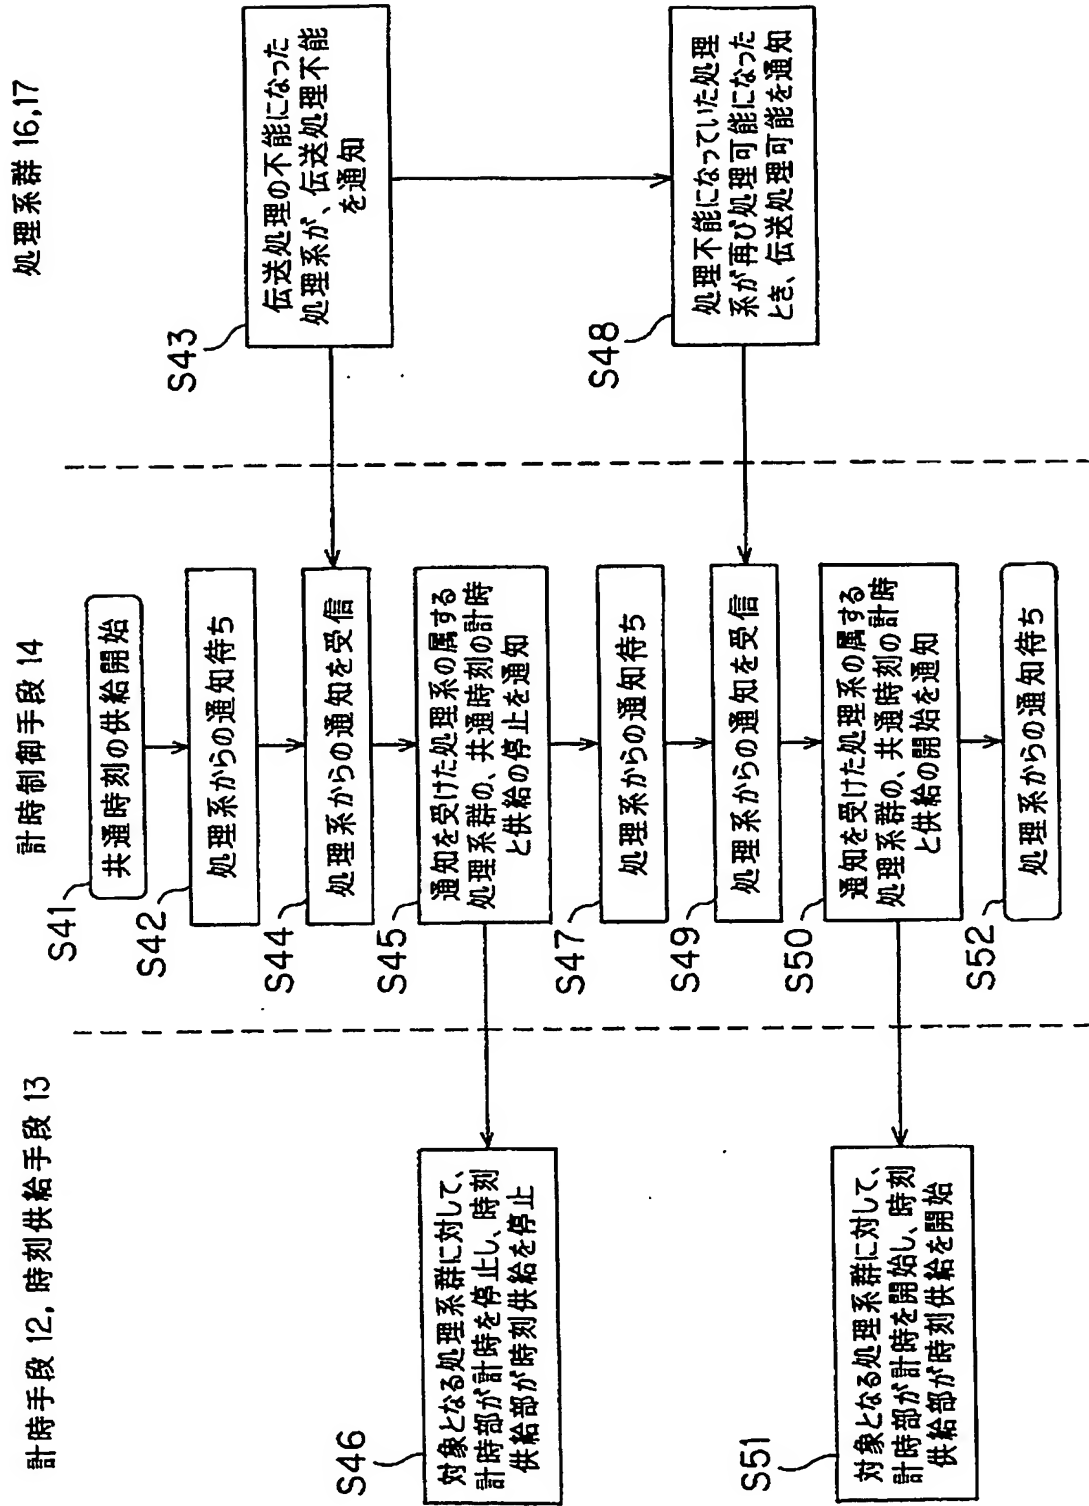 計時手段 12, 時刻供給手段 13
計時制御手段 14
処理系群 16,17
S41
共通時刻の供給開始
S42
処理系からの通知待ち
S43
伝送処理の不能になった
処理系が、伝送処理不能
を通知
S44
処理系からの通知を受信
S45
通知を受けた処理系の属する
処理系群の、共通時刻の計時
と供給の停止を通知
S46
対象となる処理系群に対して、
計時部が計時を停止し、時刻
供給部が時刻供給を停止
S47
処理系からの通知待ち
S48
処理不能になっていた処理
系が再び処理可能になった
とき、伝送処理可能を通知
S49
処理系からの通知を受信
S50
通知を受けた処理系の属する
処理系群の、共通時刻の計時
と供給の開始を通知
S51
対象となる処理系群に対して、
計時部が計時を開始し、時刻
供給部が時刻供給を開始
S52
処理系からの通知待ち